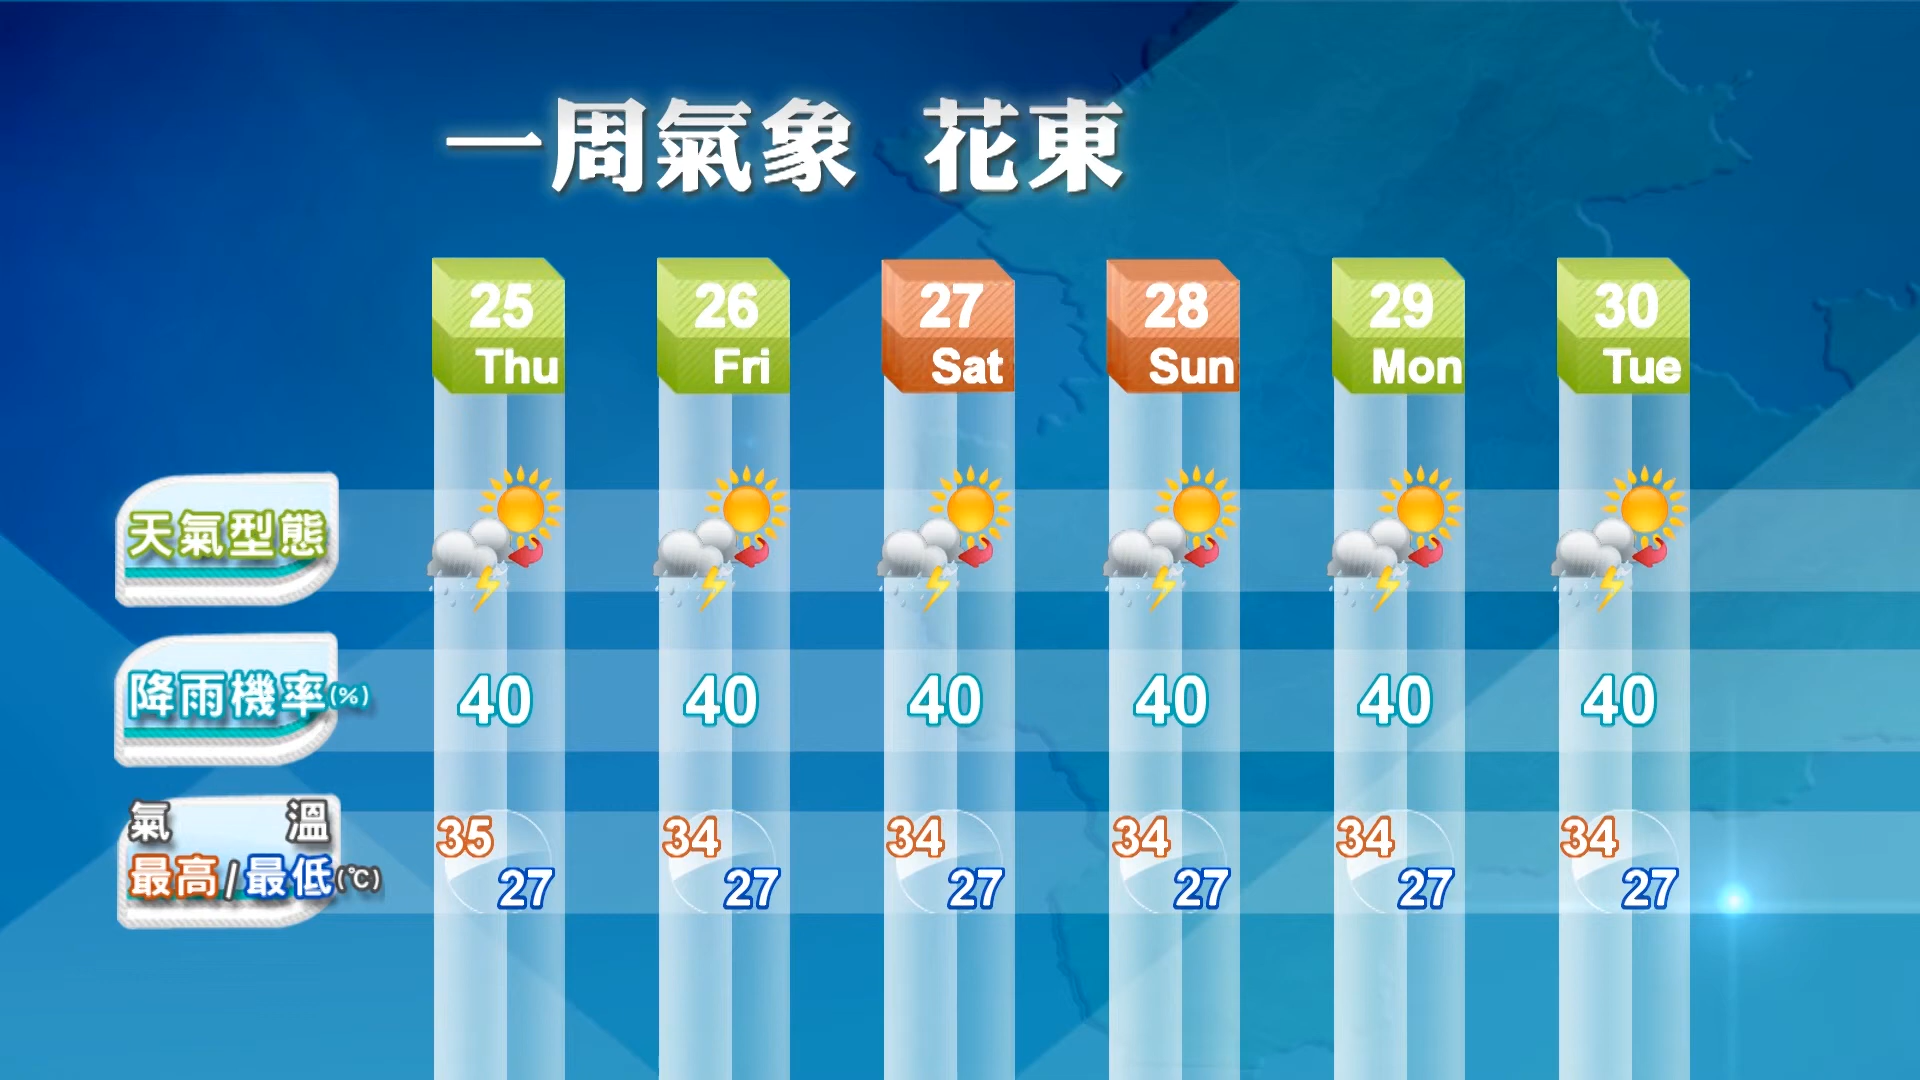 一周氣象 花東
25 26 27 28 29 30
Thu Fri Sat Sun Mon Tue
天氣型態
降雨機率(%) 40 40 40 40 40 40
氣溫
35 34 34 34 34 34
最高/最低(℃)
27 27 27 27 27 27